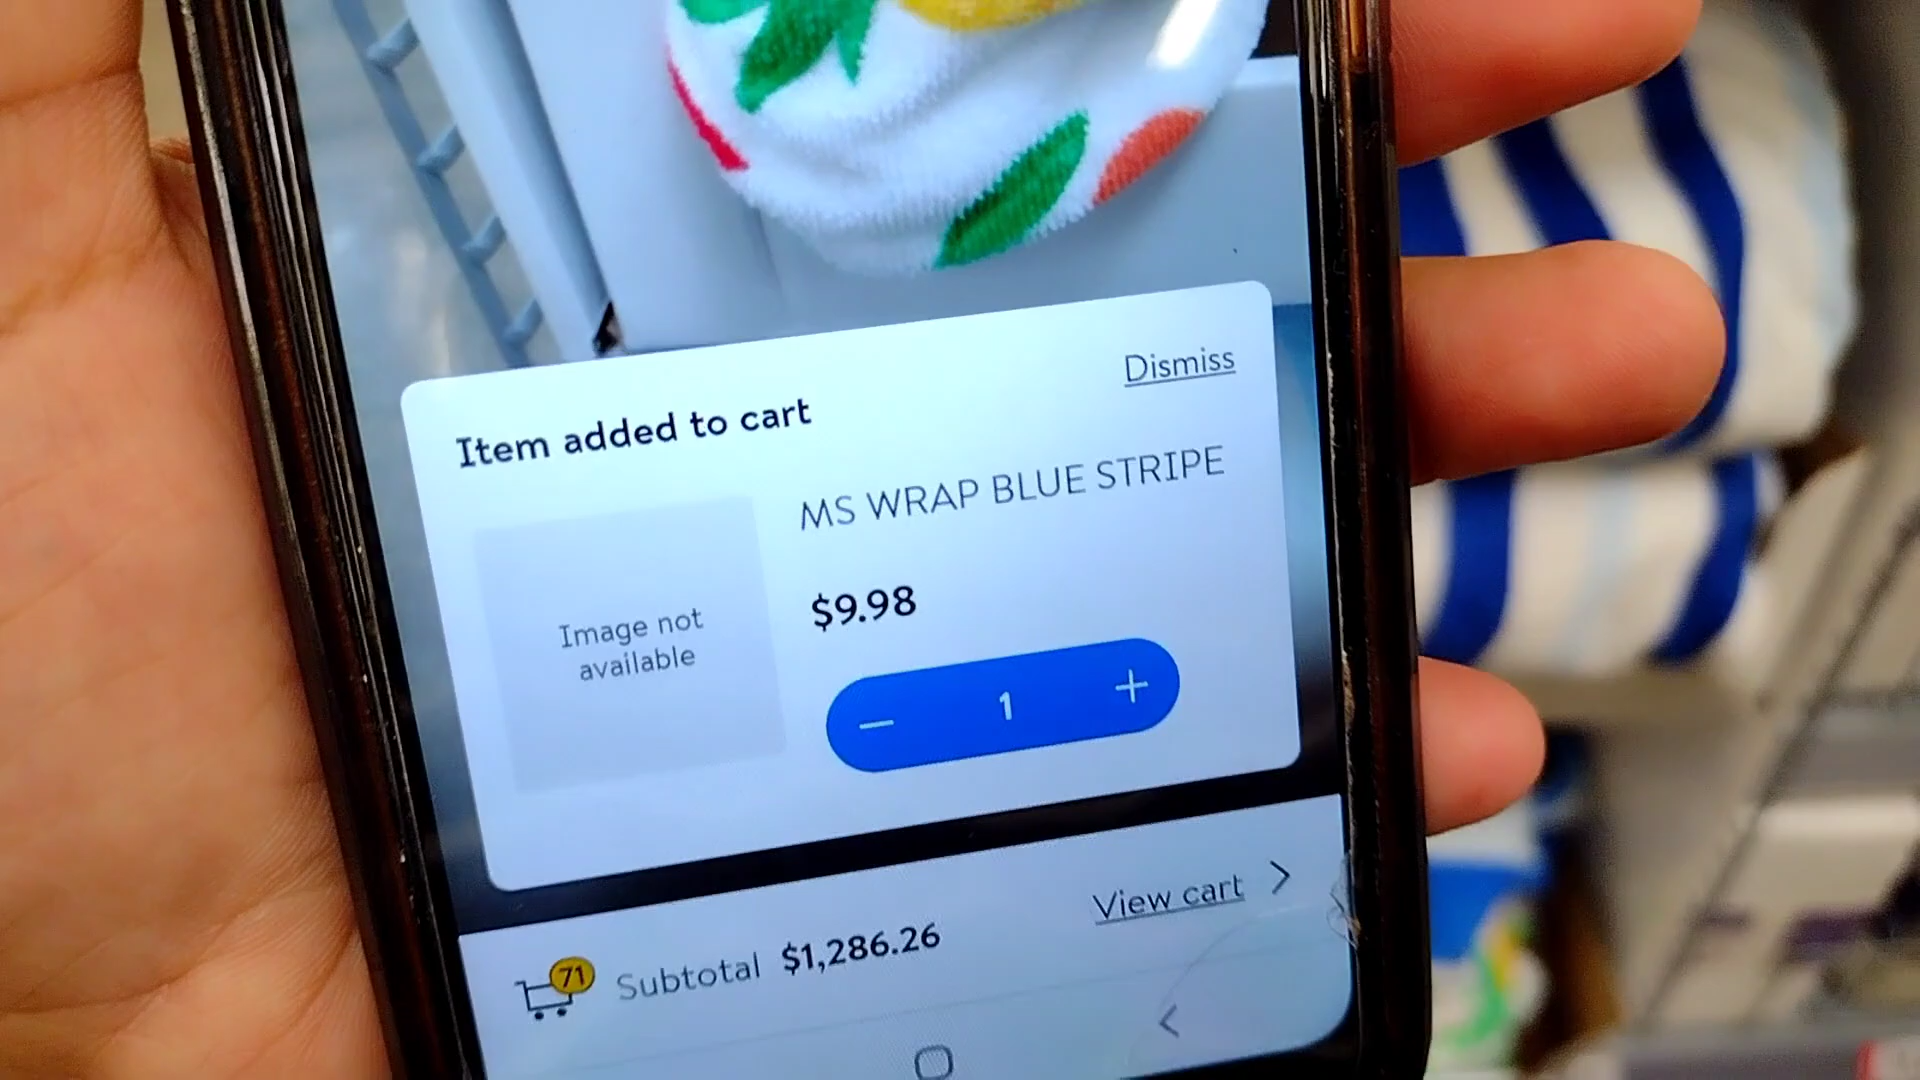 Dismiss
Item added to cart
MS WRAP BLUE STRIPE
Image not
available
$9.98
1
View cart
71
Subtotal $1,286.26